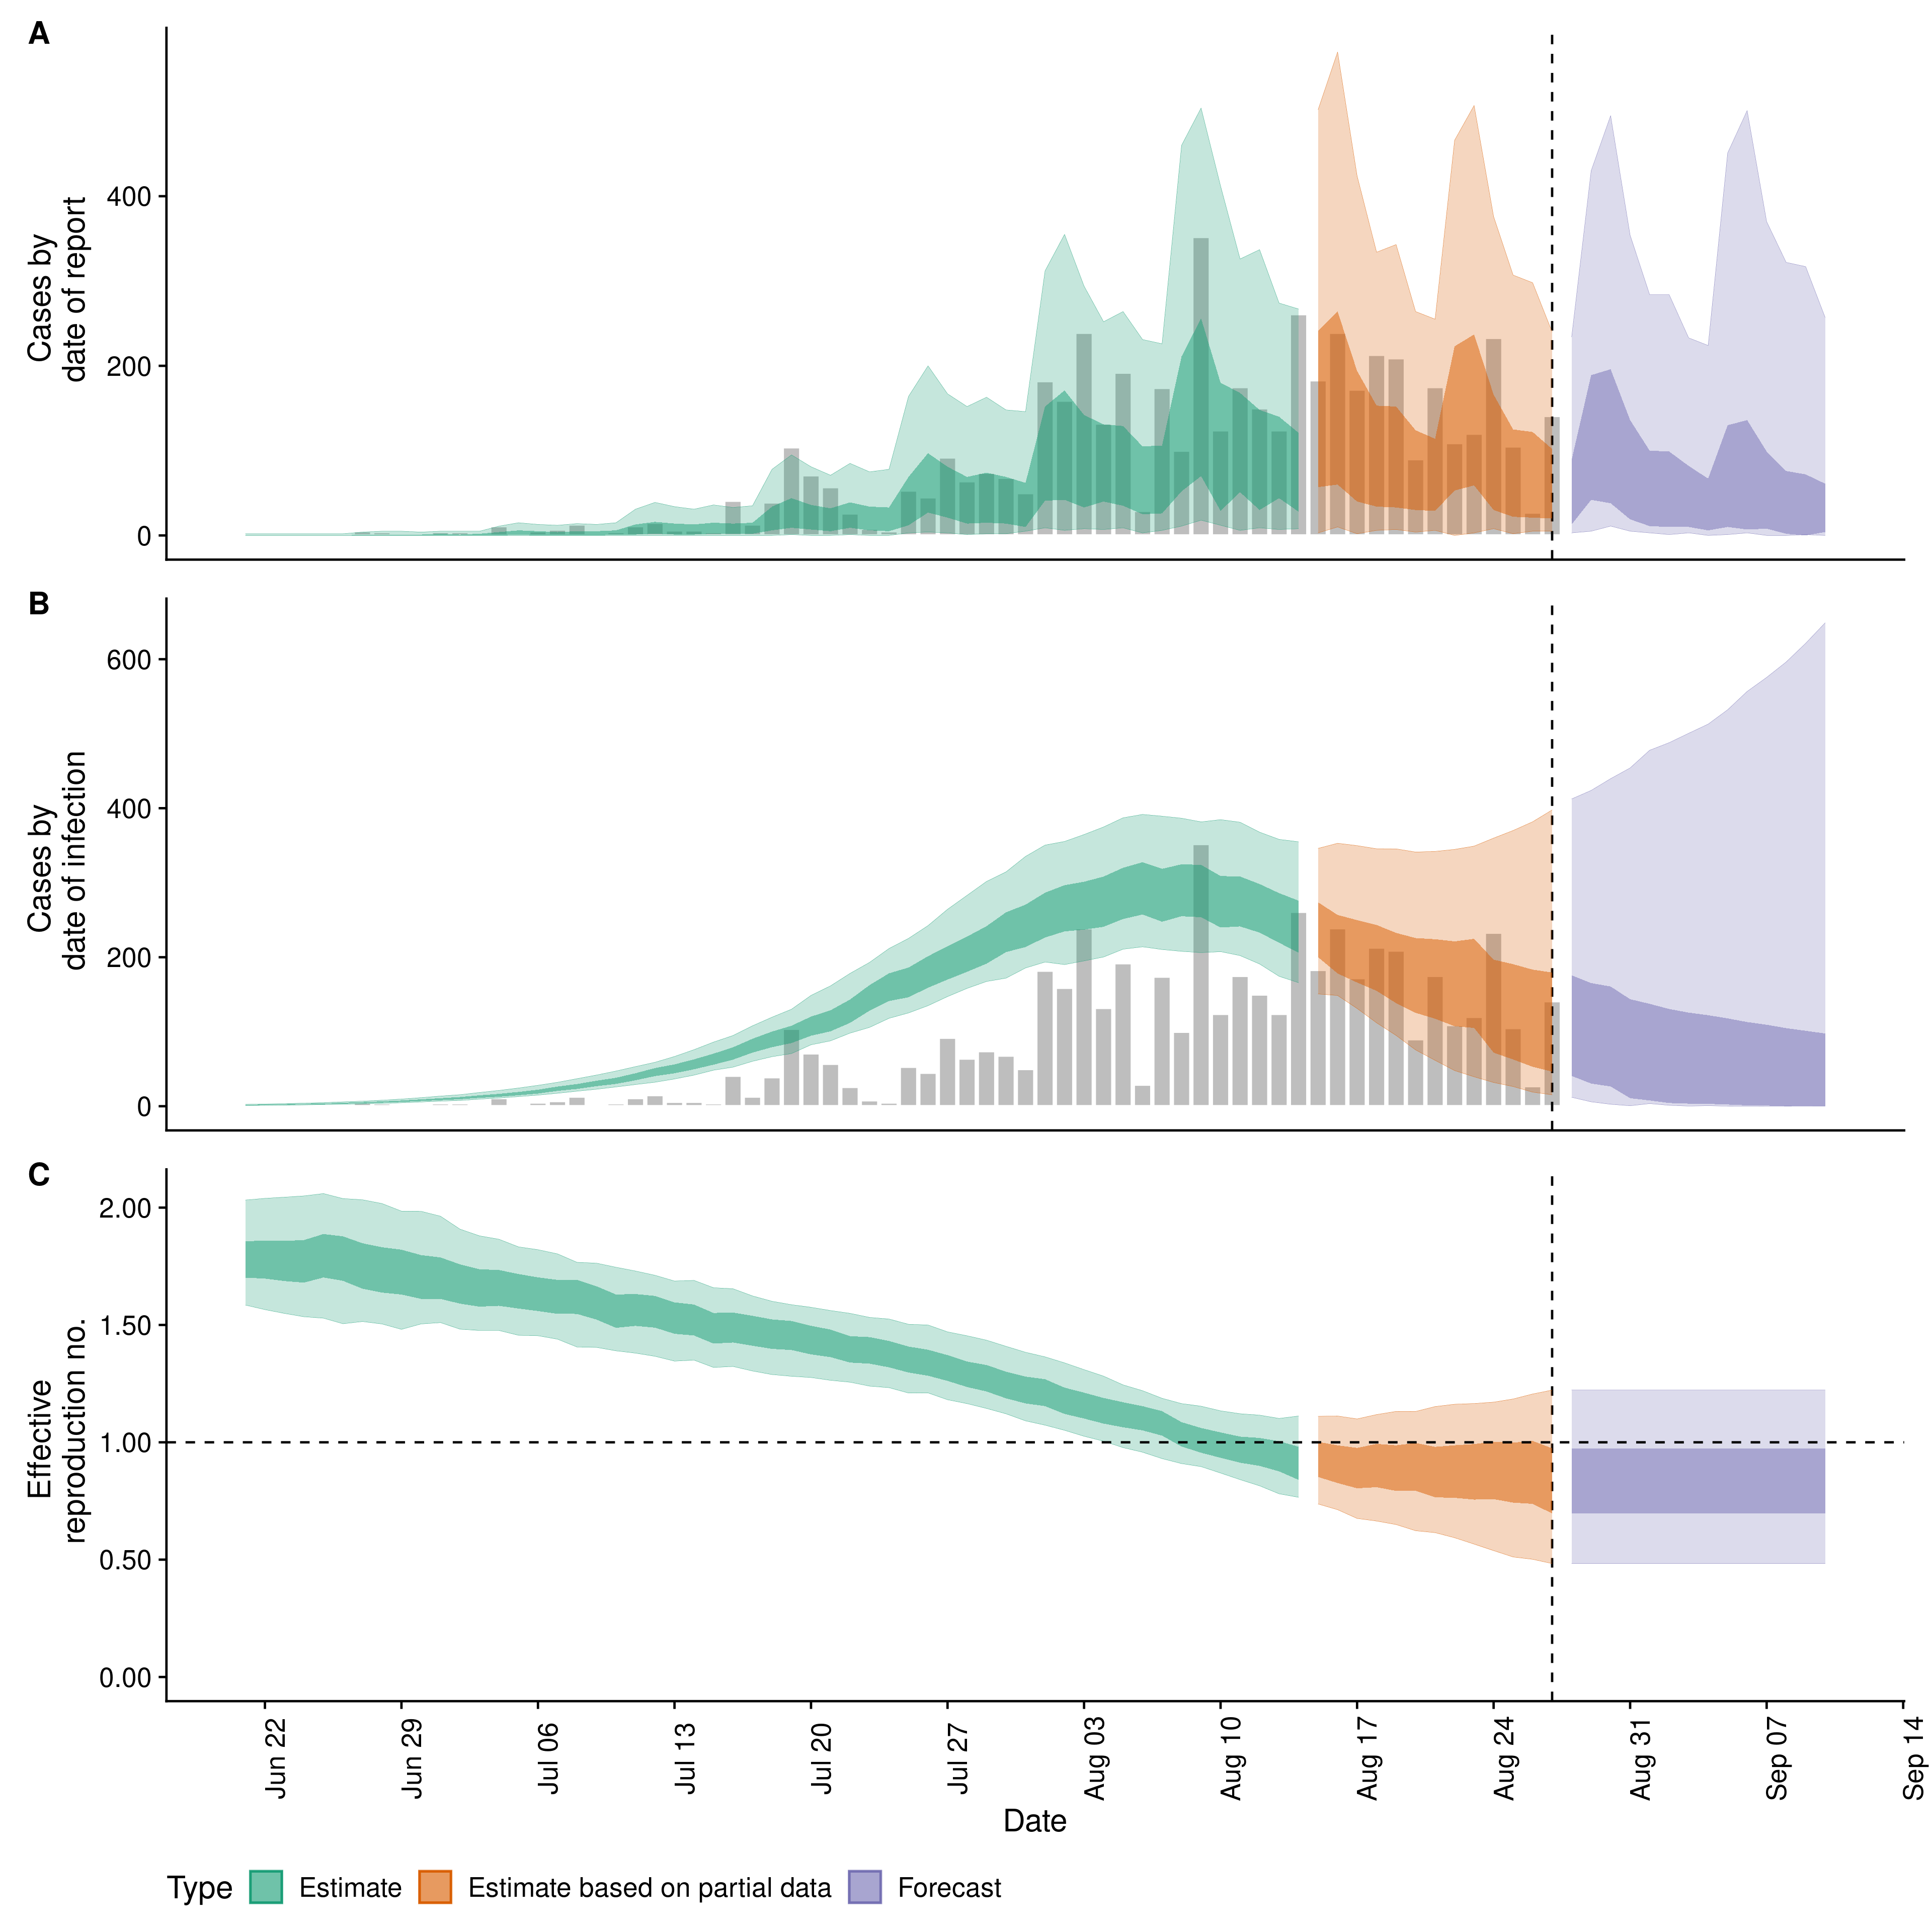 A
Cases by
date of report
400
200
0
B
Cases by
date of infection
600
400
200
0
C
Effective
reproduction no.
2.00
1.50
1.00
0.50
0.00
Jun 22
Jun 29
Jul 06
Jul 13
Jul 20
Jul 27
Aug 03
Aug 10
Aug 17
Aug 24
Aug 31
Sep 07
Sep 14
Date
Type Estimate Estimate based on partial data Forecast